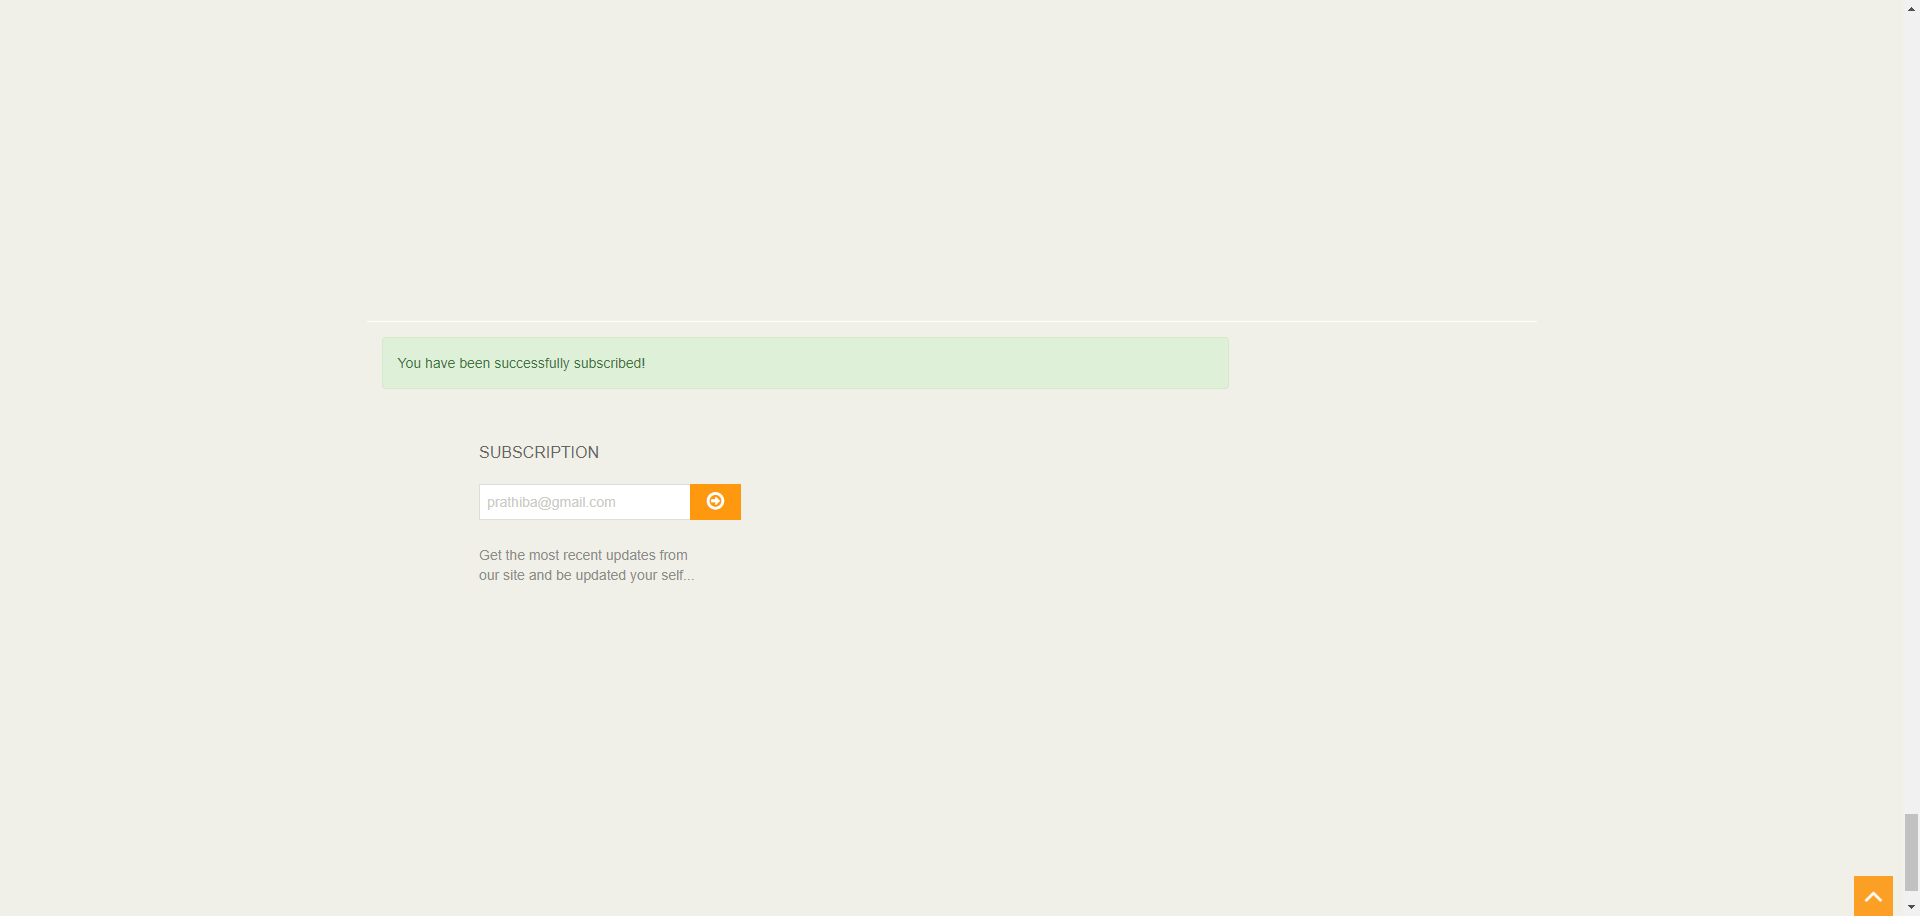 You have been successfully subscribed!
SUBSCRIPTION
prathiba@gmail.com
Get the most recent updates from
our site and be updated your self...